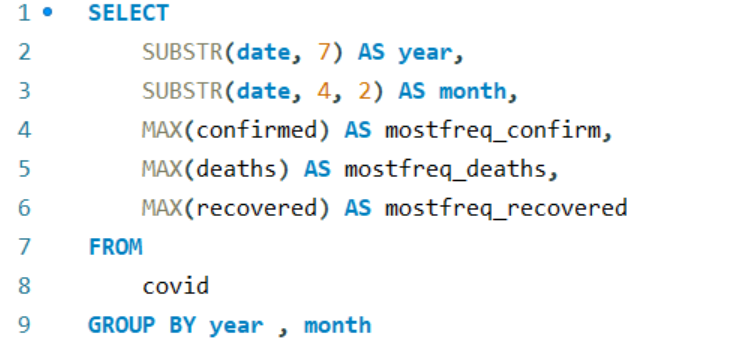 1 SELECT
2 SUBSTR(date, 7) AS year,
3 SUBSTR(date, 4, 2) AS month,
4 MAX(confirmed) AS mostfreq_confirm,
5 MAX(deaths) AS mostfreq_deaths,
6 MAX(recovered) AS mostfreq_recovered
7 FROM
8 covid
9 GROUP BY year , month